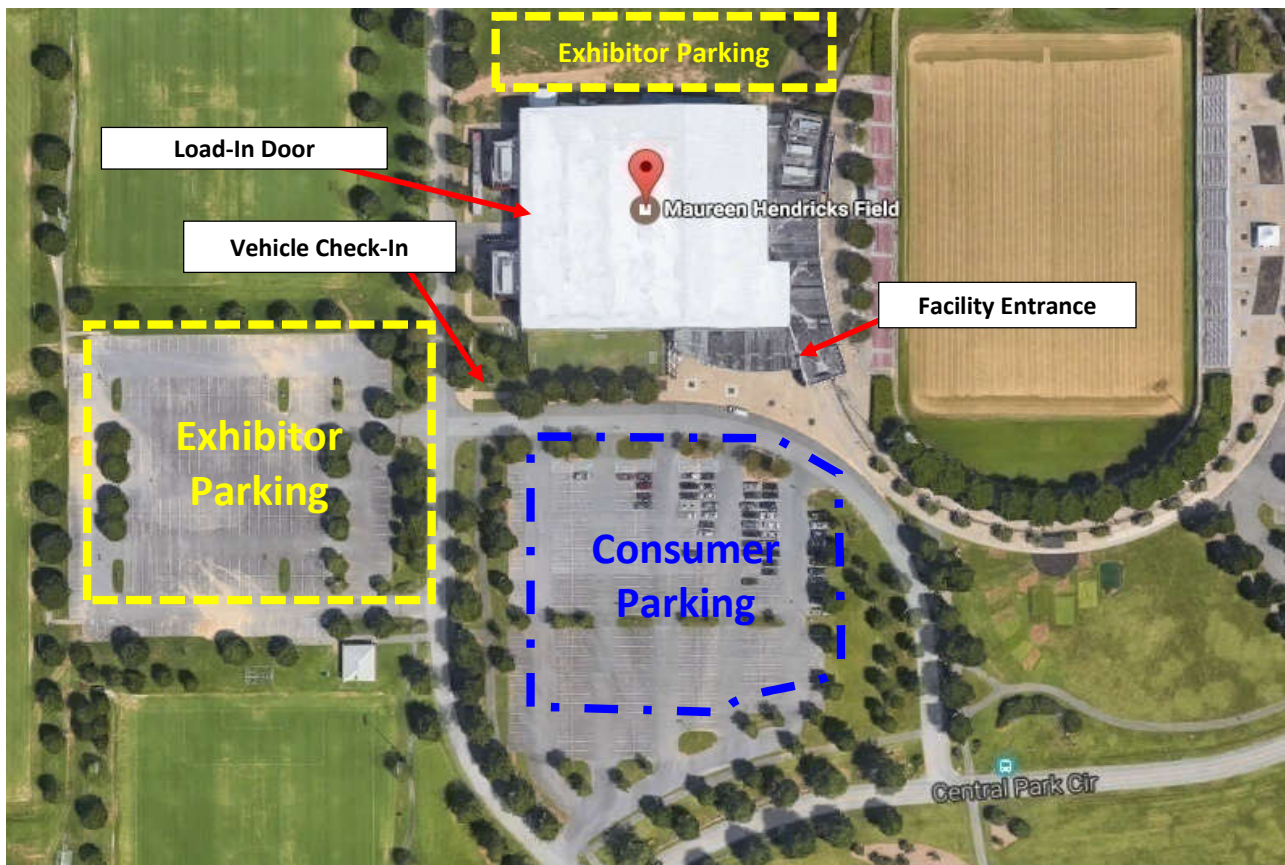 Exhibitor Parking
Load-In Door
Maureen Hendricks Field
Vehicle Check-In
Facility Entrance
Exhibitor
Parking
Consumer
Parking
Central Park Cir